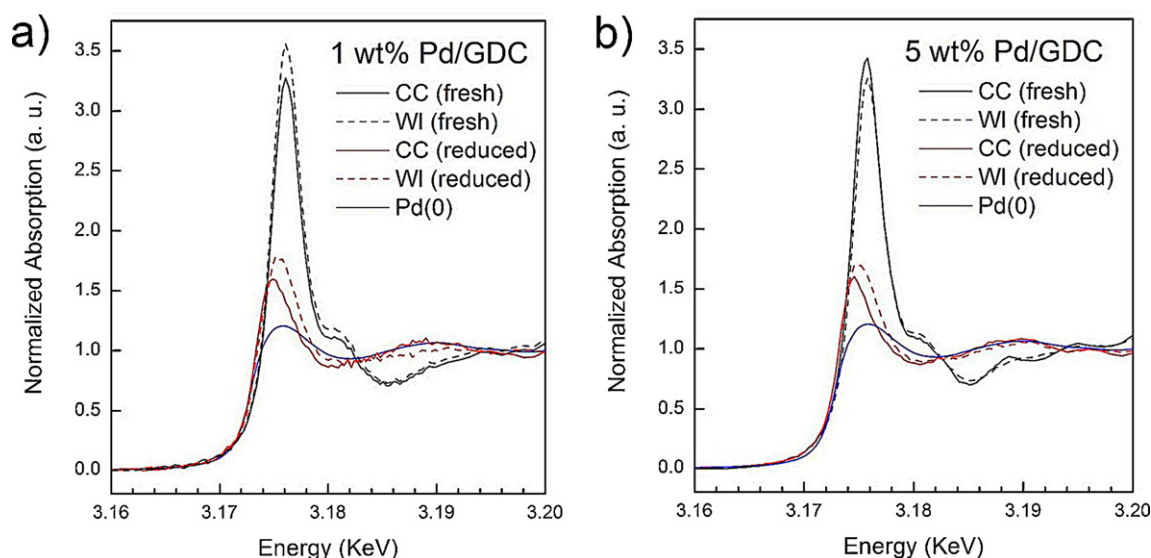 a)
1 wt% Pd/GDC
CC (fresh)
WI (fresh)
CC (reduced)
WI (reduced)
Pd(0)
3.5
3.0
2.5
2.0
1.5
1.0
0.5
0.0
Normalized Absorption (a. u.)
3.16 3.17 3.18 3.19 3.20
Energy (KeV)
b)
5 wt% Pd/GDC
CC (fresh)
WI (fresh)
CC (reduced)
WI (reduced)
Pd(0)
3.5
3.0
2.5
2.0
1.5
1.0
0.5
0.0
Normalized Absorption (a. u.)
3.16 3.17 3.18 3.19 3.20
Energy (KeV)